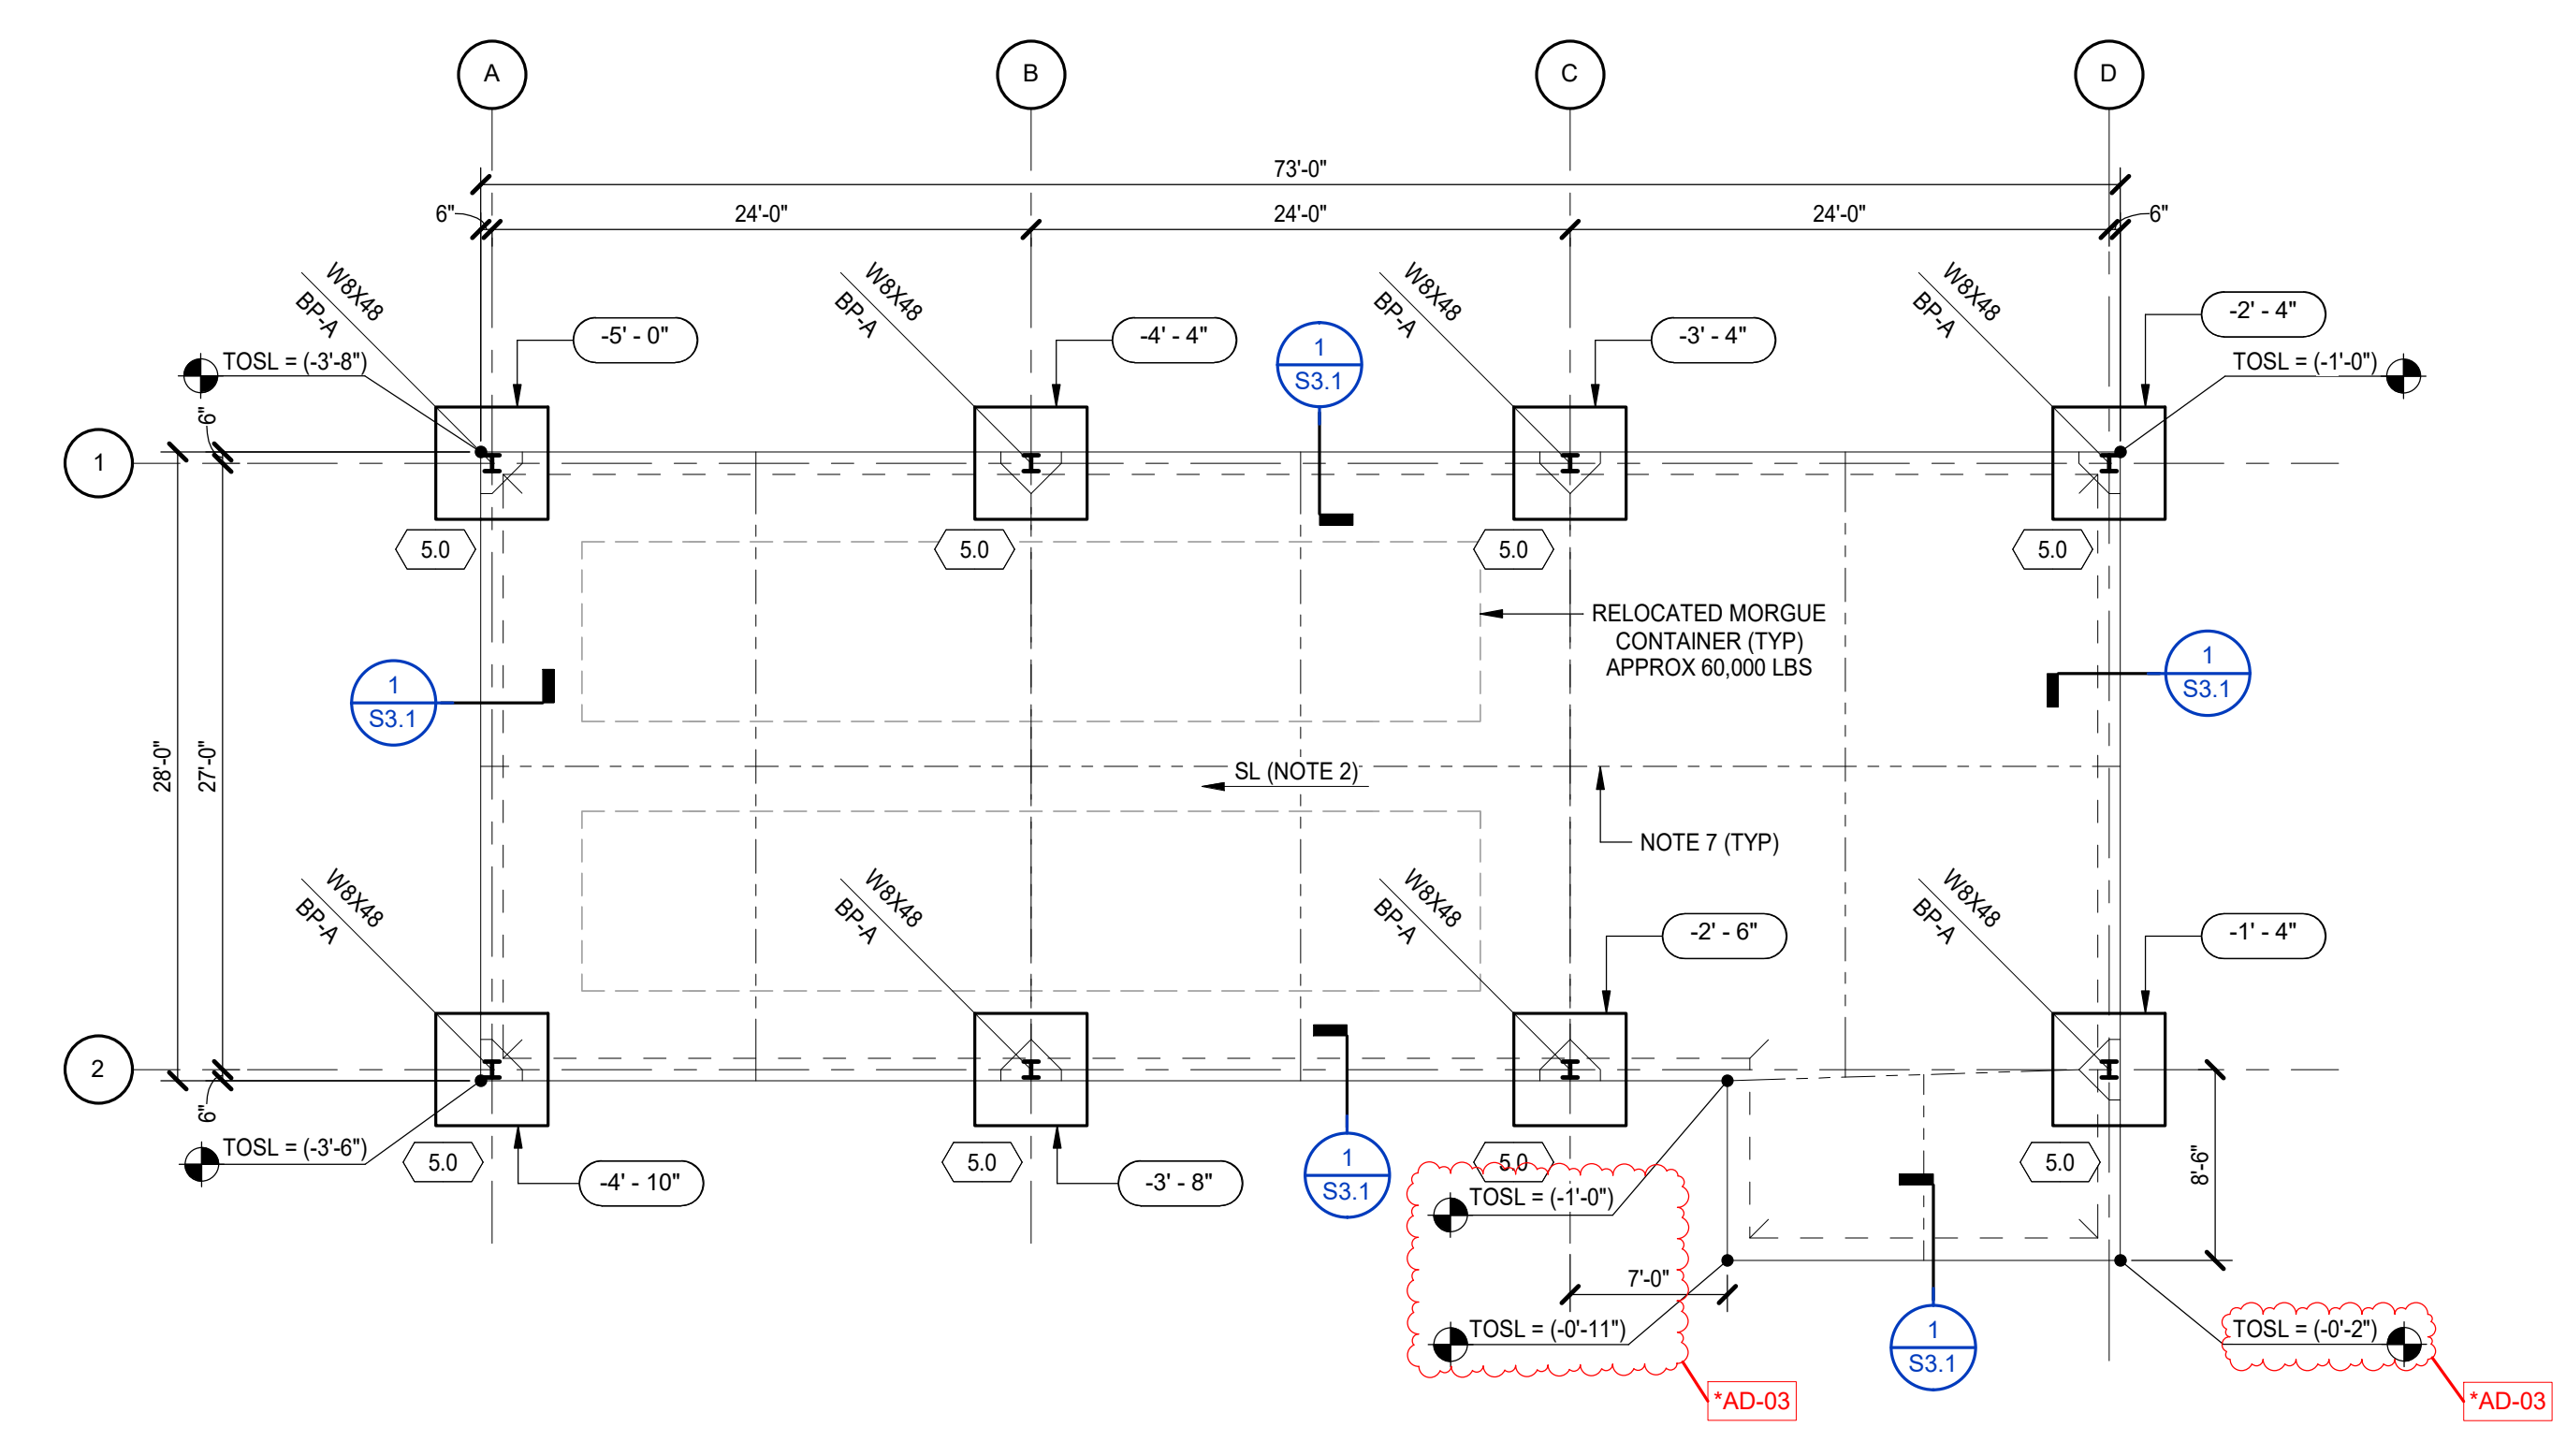 A
B
C
D
73'-0"
6"
24'-0"
24'-0"
24'-0"
6"
W8X48
BP-A
W8X48
BP-A
W8X48
BP-A
W8X48
BP-A
-5' - 0"
-4' - 4"
1
S3.1
-3' - 4"
-2' - 4"
TOSL = (-3'-8")
TOSL = (-1'-0")
6"
1
5.0
5.0
5.0
5.0
RELOCATED MORGUE
CONTAINER (TYP)
APPROX 60,000 LBS
1
S3.1
1
S3.1
28'-0"
27'-0"
SL (NOTE 2)
NOTE 7 (TYP)
W8X48
BP-A
W8X48
BP-A
W8X48
BP-A
W8X48
BP-A
-2' - 6"
-1' - 4"
2
6"
TOSL = (-3'-6")
5.0
-4' - 10"
5.0
-3' - 8"
1
S3.1
5.0
5.0
8'-6"
TOSL = (-1'-0")
7'-0"
TOSL = (-0'-11")
1
S3.1
TOSL = (-0'-2")
*AD-03
*AD-03